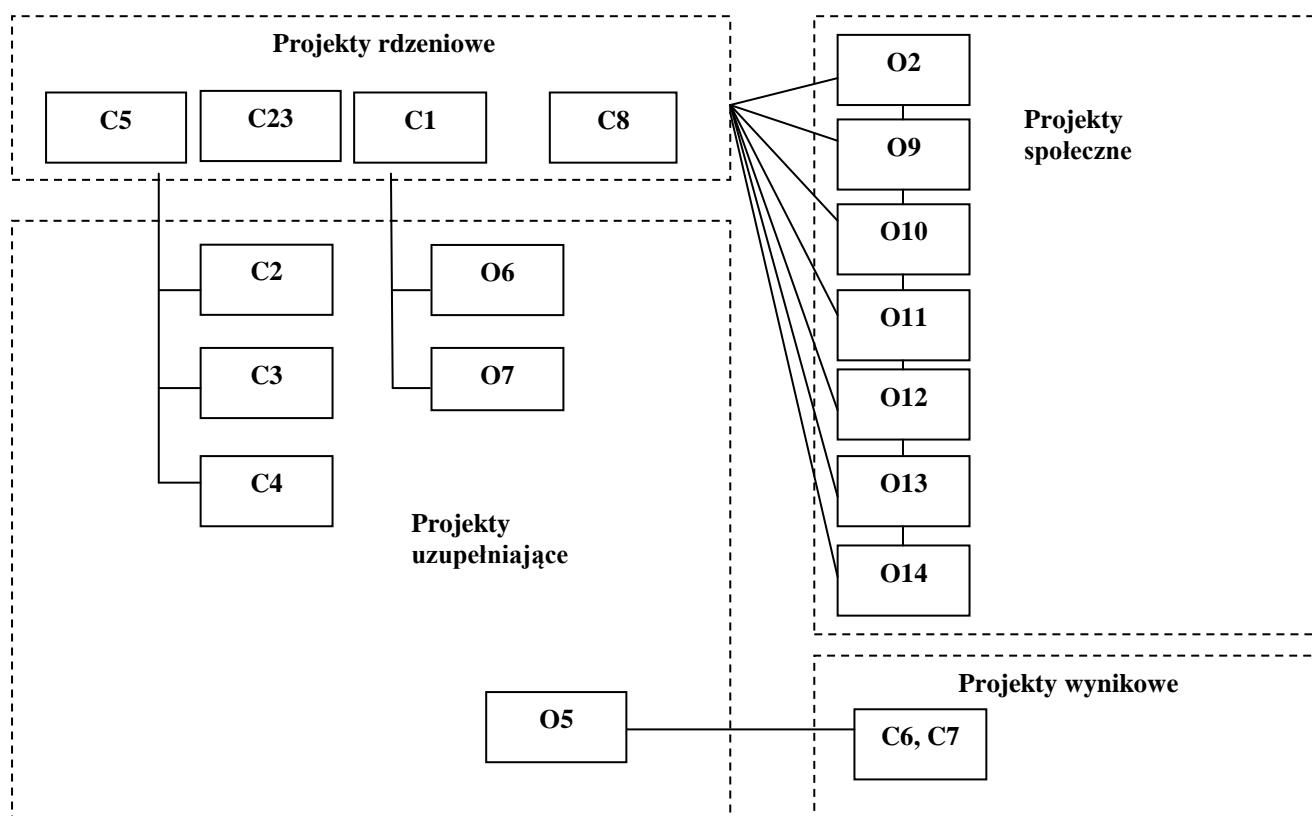 Projekty rdzeniowe
C5
C23
C1
C8
C2
C3
C4
O6
O7
Projekty
uzupełniające
O5
O2
O9
O10
O11
O12
O13
O14
Projekty
społeczne
Projekty wynikowe
C6, C7